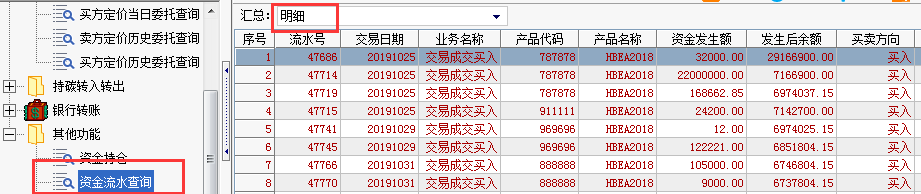 买方定价当日委托查询
卖方定价历史委托查询
买方定价历史委托查询
持碳转入转出
银行转账
其他功能
资金持仓
资金流水查询
汇总: 明细
序号 流水号 交易日期 业务名称 产品代码 产品名称 资金发生额 发生后余额 买卖方向
1 47686 20191025 交易成交买入 787878 HBEA2018 32000.00 29166900.00 买入
2 47714 20191025 交易成交买入 787878 HBEA2018 22000000.00 7166900.00 买入
3 47719 20191025 交易成交买入 787878 HBEA2018 168662.85 6974037.15 买入
4 47715 20191025 交易成交买入 911111 HBEA2018 24200.00 7142700.00 买入
5 47741 20191029 交易成交买入 969696 HBEA2018 12.00 6974025.15 买入
6 47745 20191029 交易成交买入 969696 HBEA2018 122221.00 6851804.15 买入
7 47766 20191031 交易成交买入 888888 HBEA2018 105000.00 6746804.15 买入
8 47770 20191031 交易成交买入 888888 HBEA2018 9000.00 6737804.15 买入